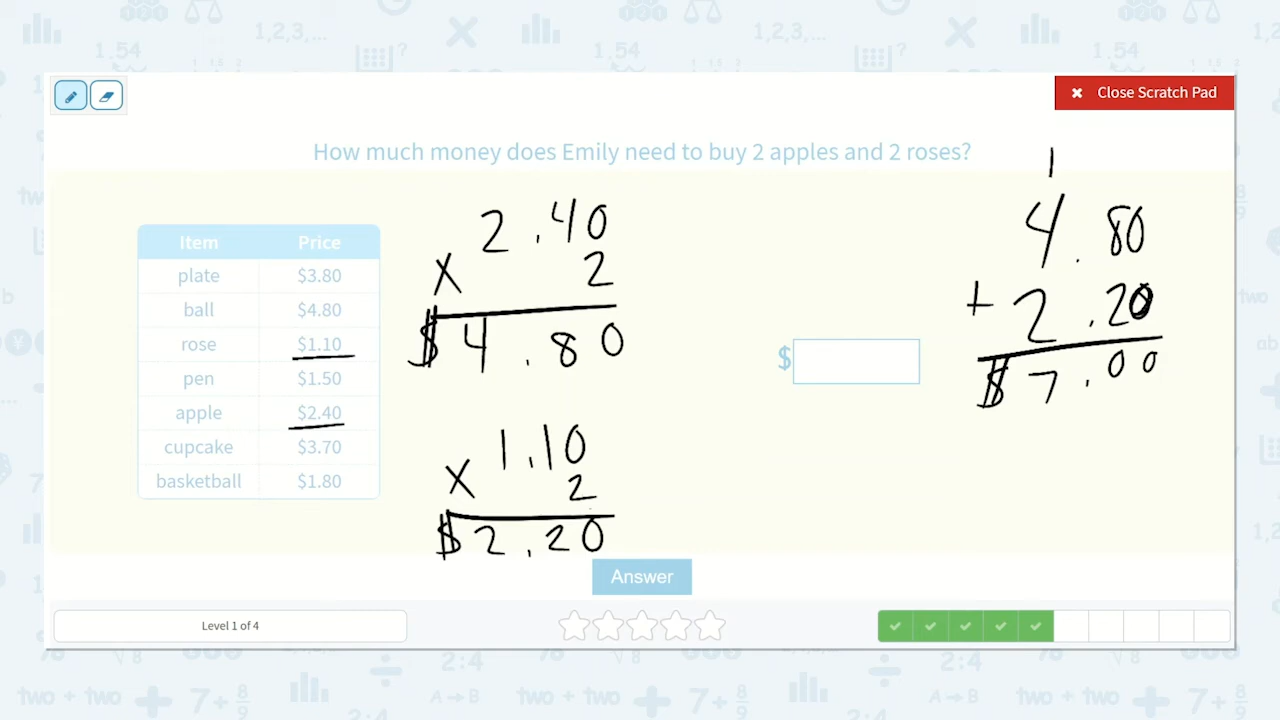 ✖ Close Scratch Pad
How much money does Emily need to buy 2 apples and 2 roses?
Item Price
plate $3.80
ball $4.80
rose $1.10
pen $1.50
apple $2.40
cupcake $3.70
basketball $1.80
2.40
x 2
$4.80
1.10
x 2
$2.20
$
1
4.80
+ 2.20
$7.00
Answer
Level 1 of 4